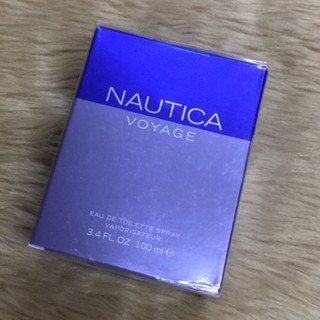 NAUTICA
VOYAGE
EAU DE TOILETTE SPRAY
VAPORISATEUR
3.4 FL OZ 100 ml ℮